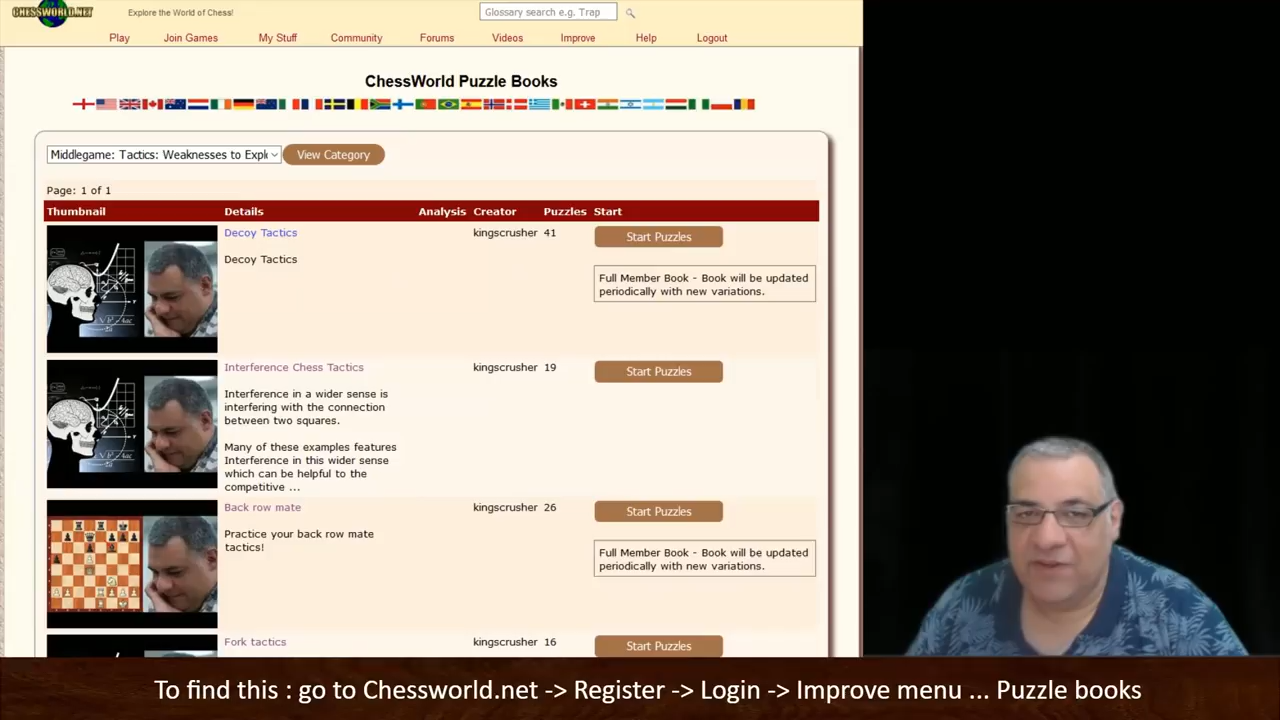 CHESSWORLD.NET
Explore the World of Chess!
Glossary search e.g. Trap
Play Join Games My Stuff Community Forums Videos Improve Help Logout
ChessWorld Puzzle Books
Middlegame: Tactics: Weaknesses to Explo
View Category
Page: 1 of 1
Thumbnail Details Analysis Creator Puzzles Start
Decoy Tactics kingscrusher 41 Start Puzzles
Decoy Tactics
Full Member Book - Book will be updated
periodically with new variations.
Interference Chess Tactics kingscrusher 19 Start Puzzles
Interference in a wider sense is
interfering with the connection
between two squares.
Many of these examples features
Interference in this wider sense
which can be helpful to the
competitive ...
Back row mate kingscrusher 26 Start Puzzles
Practice your back row mate
tactics!
Full Member Book - Book will be updated
periodically with new variations.
Fork tactics kingscrusher 16 Start Puzzles
To find this : go to Chessworld.net -> Register -> Login -> Improve menu ... Puzzle books